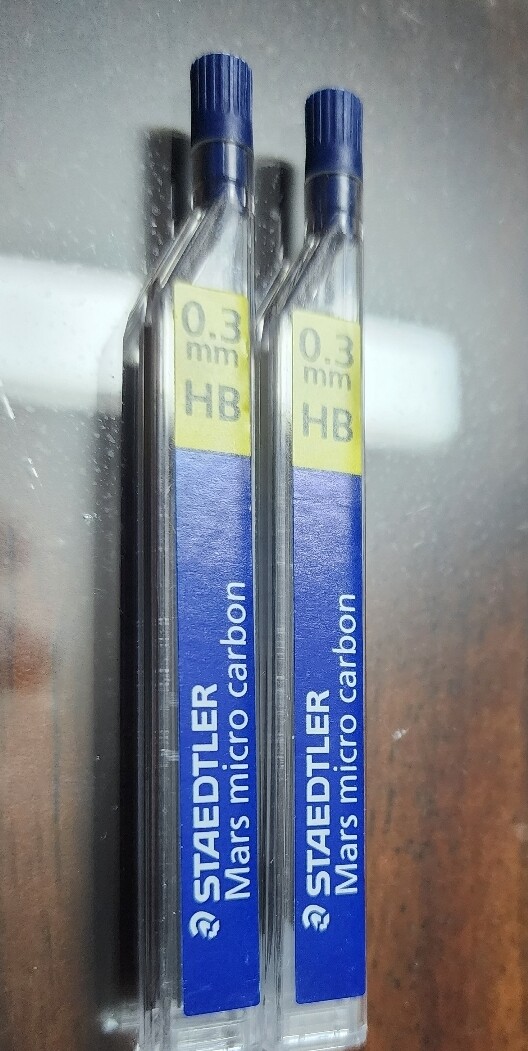 0.3
mm
HB
STAEDTLER
Mars micro carbon
0.3
mm
HB
STAEDTLER
Mars micro carbon